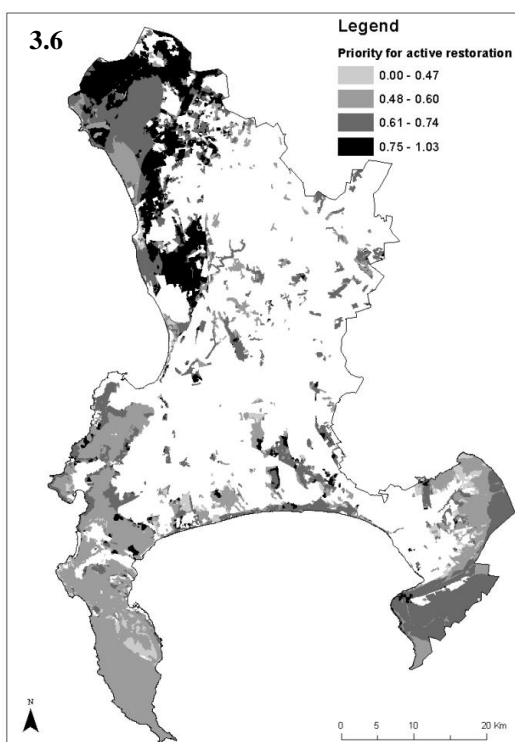 3.6
Legend
Priority for active restoration
0.00 - 0.47
0.48 - 0.60
0.61 - 0.74
0.75 - 1.03
N
0 5 10 20 Km